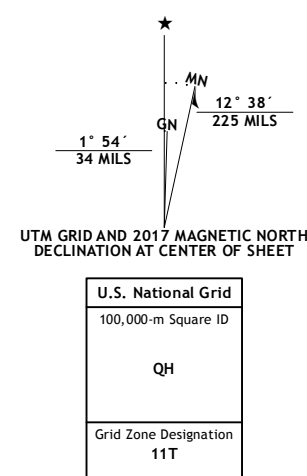 ★
MN
GN
12° 38´
225 MILS
1° 54´
34 MILS
UTM GRID AND 2017 MAGNETIC NORTH
DECLINATION AT CENTER OF SHEET
U.S. National Grid
100,000-m Square ID
QH
Grid Zone Designation
11T